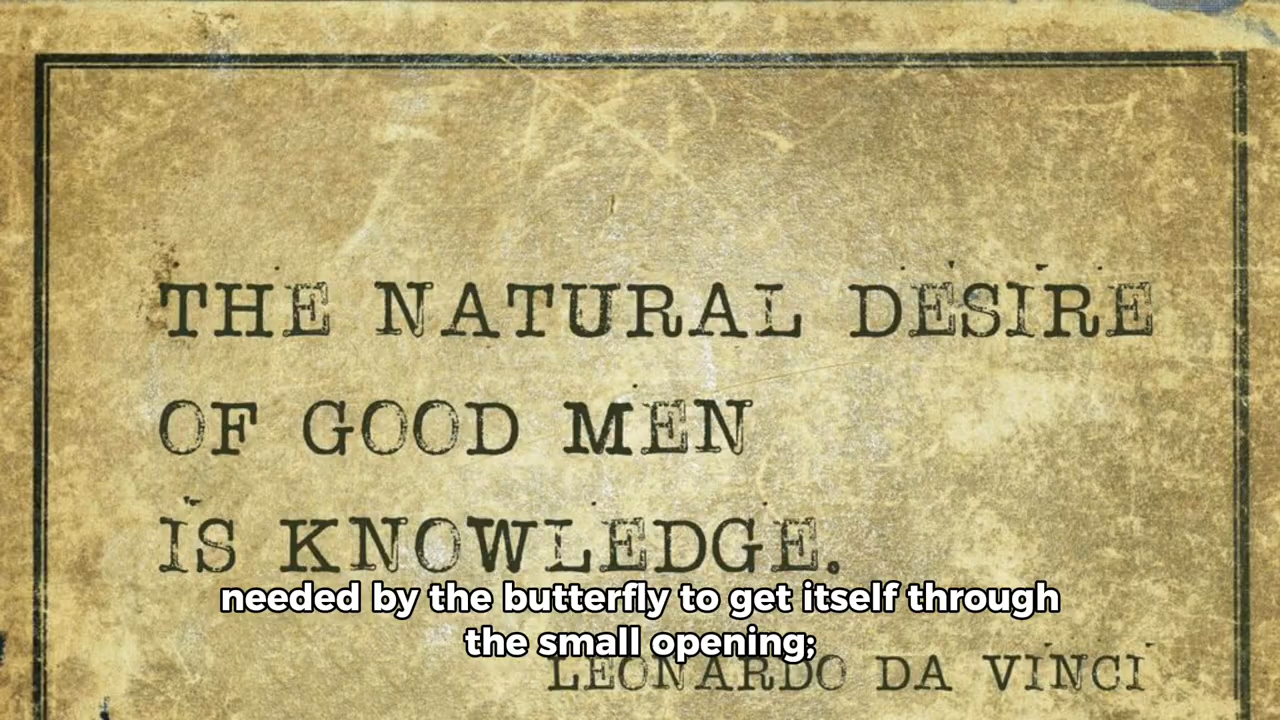 THE NATURAL DESIRE
OF GOOD MEN
IS KNOWLEDGE.
needed by the butterfly to get itself through
the small opening;
LEONARDO DA VINCI